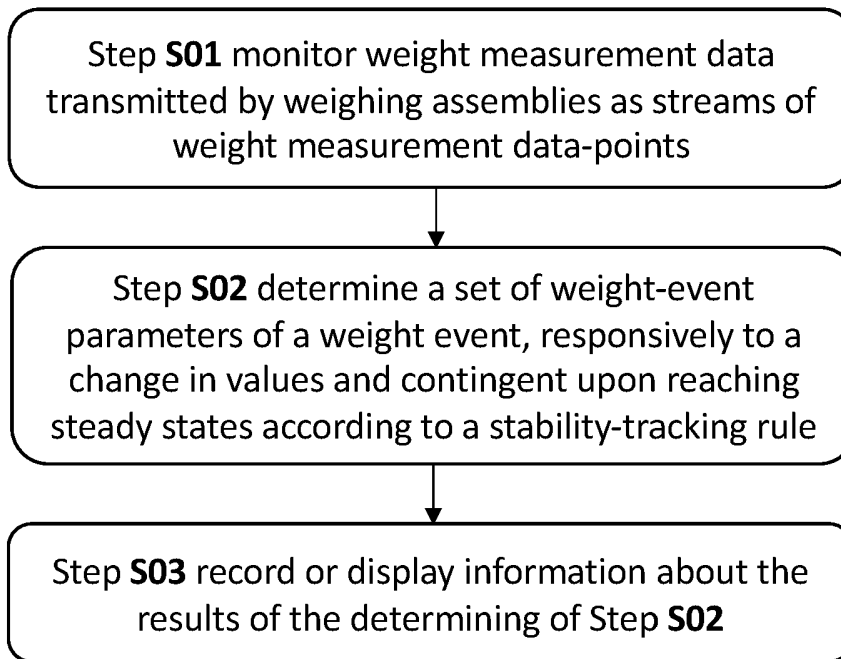 Step S01 monitor weight measurement data
transmitted by weighing assemblies as streams of
weight measurement data-points
Step S02 determine a set of weight-event
parameters of a weight event, responsively to a
change in values and contingent upon reaching
steady states according to a stability-tracking rule
Step S03 record or display information about the
results of the determining of Step S02